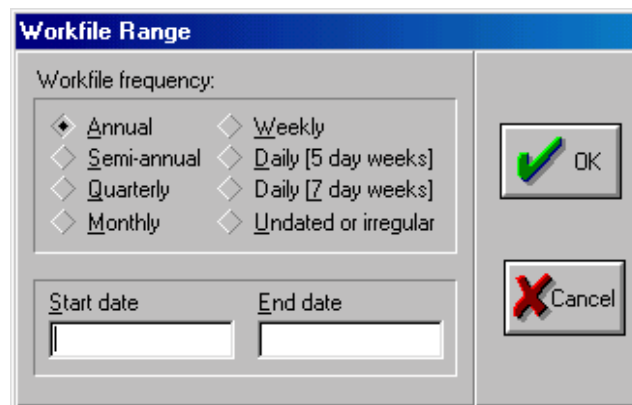 Workfile Range
Workfile frequency:
Annual
Semi-annual
Quarterly
Monthly
Weekly
Daily [5 day weeks]
Daily [7 day weeks]
Undated or irregular
Start date
End date
OK
Cancel